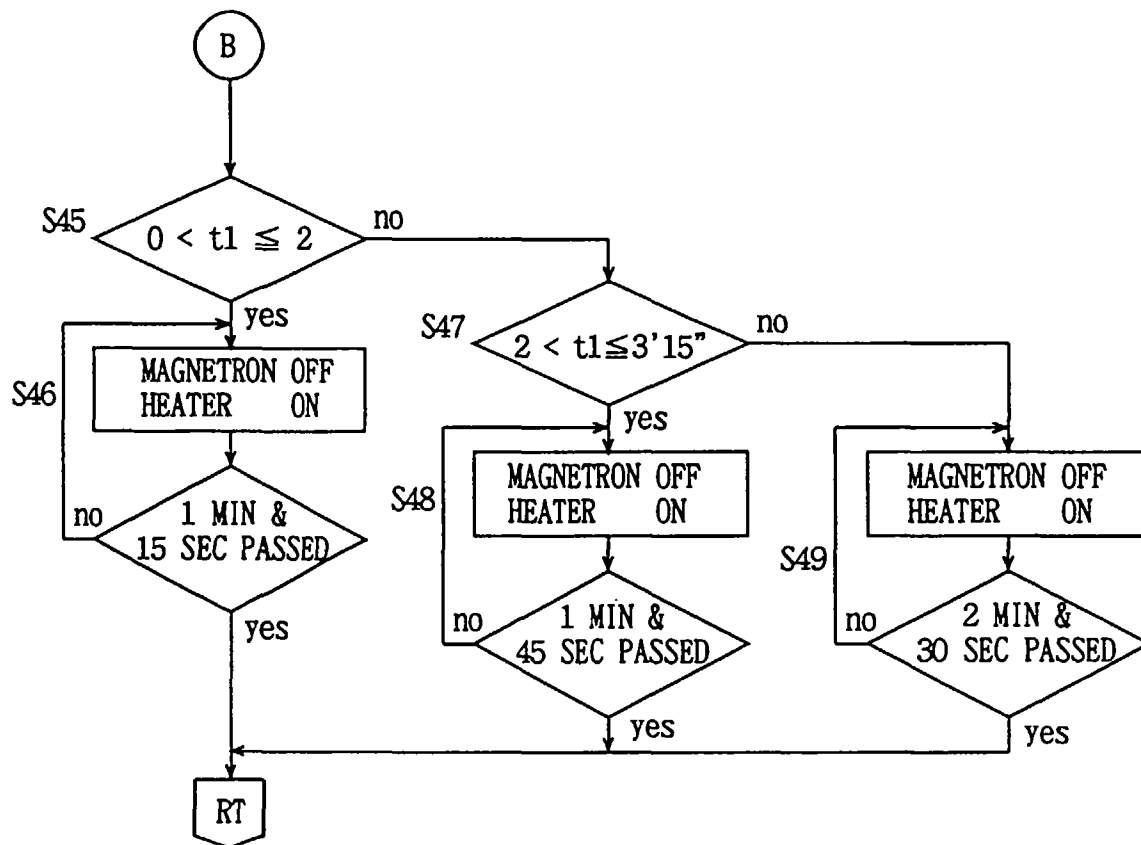 B
S45
0 < t1 ≦ 2
no
yes
S47
2 < t1≦3'15"
no
yes
S46
MAGNETRON OFF
HEATER ON
no
1 MIN &
15 SEC PASSED
yes
S48
MAGNETRON OFF
HEATER ON
no
1 MIN &
45 SEC PASSED
yes
S49
MAGNETRON OFF
HEATER ON
no
2 MIN &
30 SEC PASSED
yes
RT